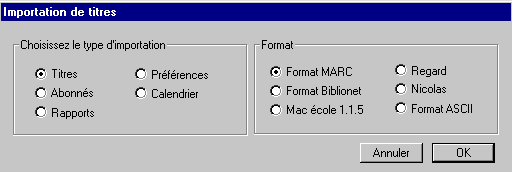 Importation de titres
Choisissez le type d'importation
Titres
Préférences
Abonnés
Calendrier
Rapports
Format
Format MARC
Regard
Format Biblionet
Nicolas
Mac école 1.1.5
Format ASCII
Annuler
OK